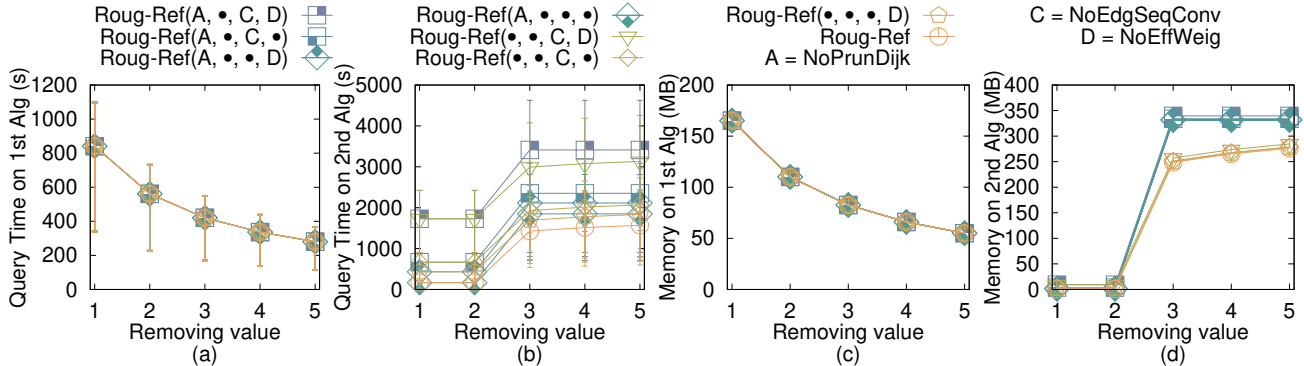 Roug-Ref(A, •, C, D)
Roug-Ref(A, •, C, •)
Roug-Ref(A, •, •, D)
Roug-Ref(A, •, •, •)
Roug-Ref(•, •, C, D)
Roug-Ref(•, •, C, •)
Roug-Ref(•, •, •, D)
Roug-Ref
A = NoPrunDijk
C = NoEdgSeqConv
D = NoEffWeig
Query Time on 1st Alg (s)
1200
1000
800
600
400
200
0
1 2 3 4 5
Removing value
(a)
Query Time on 2nd Alg (s)
5000
4000
3000
2000
1000
0
1 2 3 4 5
Removing value
(b)
Memory on 1st Alg (MB)
200
150
100
50
0
1 2 3 4 5
Removing value
(c)
Memory on 2nd Alg (MB)
400
350
300
250
200
150
100
50
0
1 2 3 4 5
Removing value
(d)